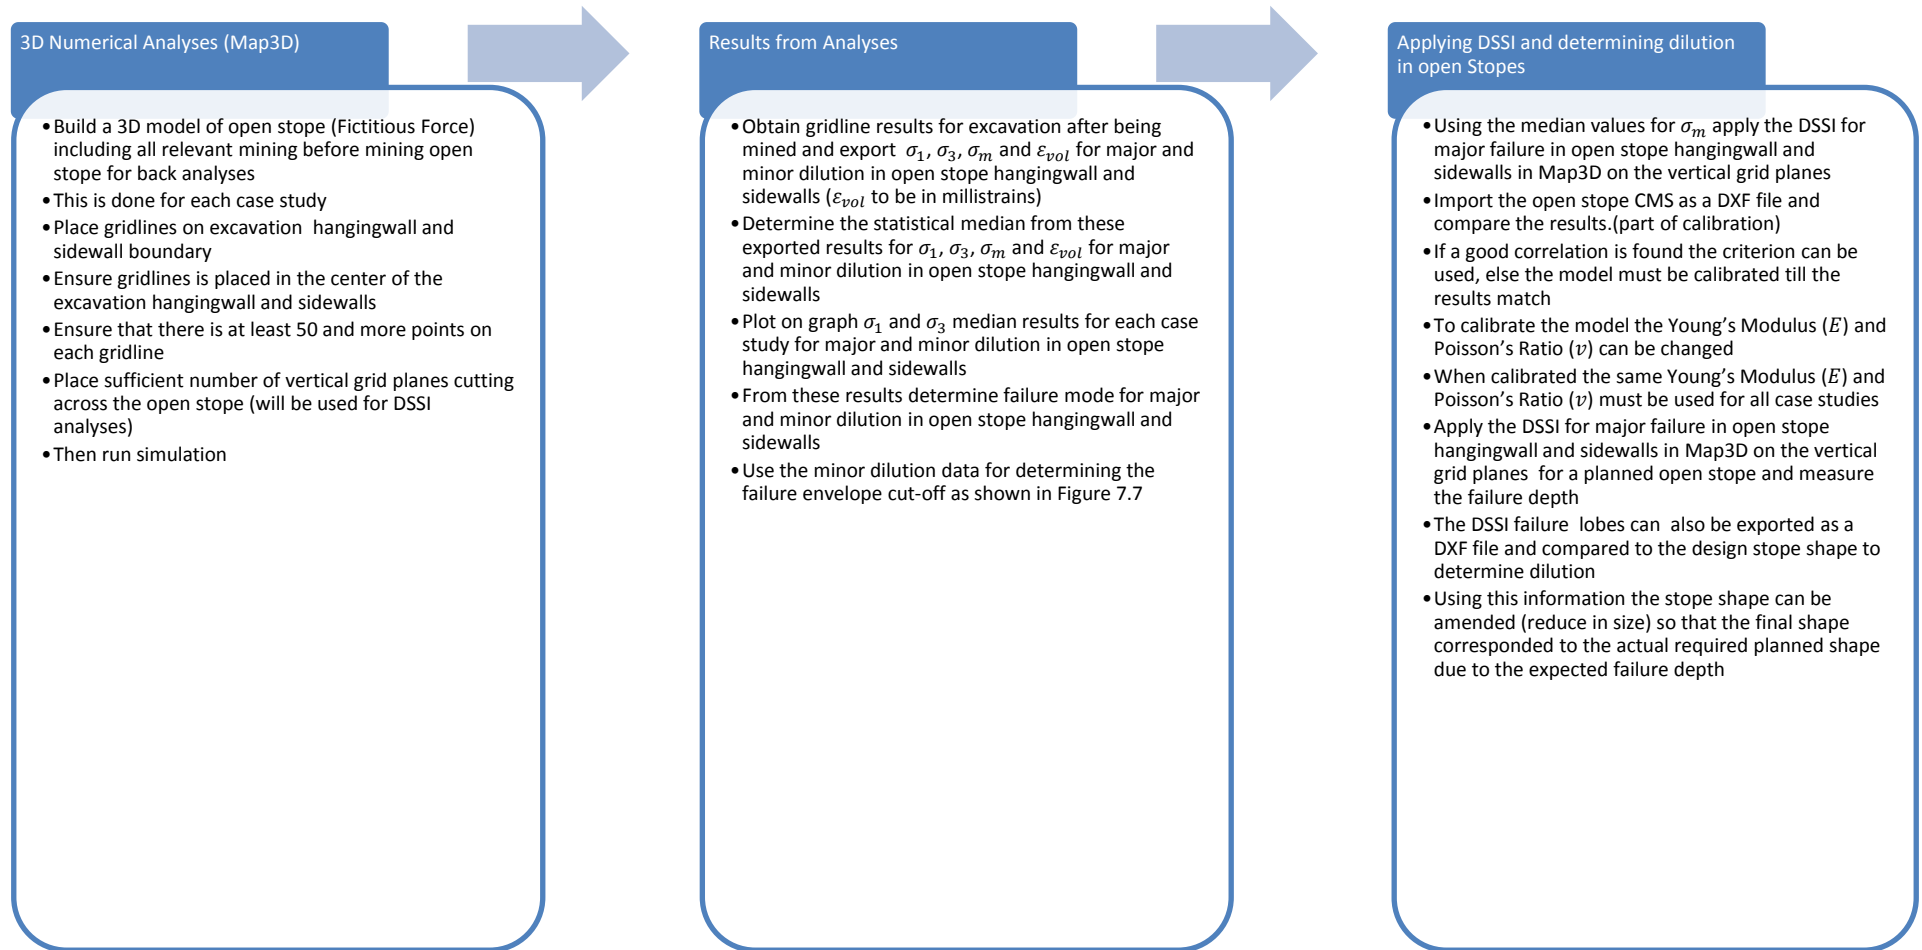 3D Numerical Analyses (Map3D)
•Build a 3D model of open stope (Fictitious Force)
including all relevant mining before mining open
stope for back analyses
•This is done for each case study
•Place gridlines on excavation hangingwall and
sidewall boundary
•Ensure gridlines is placed in the center of the
excavation hangingwall and sidewalls
•Ensure that there is at least 50 and more points on
each gridline
•Place sufficient number of vertical grid planes cutting
across the open stope (will be used for DSSI
analyses)
•Then run simulation
Results from Analyses
•Obtain gridline results for excavation after being
mined and export σ₁, σ₃, σₘ and εᵥₒₗ for major and
minor dilution in open stope hangingwall and
sidewalls (εᵥₒₗ to be in millistrains)
•Determine the statistical median from these
exported results for σ₁, σ₃, σₘ and εᵥₒₗ for major
and minor dilution in open stope hangingwall and
sidewalls
•Plot on graph σ₁ and σ₃ median results for each case
study for major and minor dilution in open stope
hangingwall and sidewalls
•From these results determine failure mode for major
and minor dilution in open stope hangingwall and
sidewalls
•Use the minor dilution data for determining the
failure envelope cut-off as shown in Figure 7.7
Applying DSSI and determining dilution
in open Stopes
•Using the median values for σₘ apply the DSSI for
major failure in open stope hangingwall and
sidewalls in Map3D on the vertical grid planes
•Import the open stope CMS as a DXF file and
compare the results.(part of calibration)
•If a good correlation is found the criterion can be
used, else the model must be calibrated till the
results match
•To calibrate the model the Young’s Modulus (E) and
Poisson’s Ratio (v) can be changed
•When calibrated the same Young’s Modulus (E) and
Poisson’s Ratio (v) must be used for all case studies
•Apply the DSSI for major failure in open stope
hangingwall and sidewalls in Map3D on the vertical
grid planes for a planned open stope and measure
the failure depth
•The DSSI failure lobes can also be exported as a
DXF file and compared to the design stope shape to
determine dilution
•Using this information the stope shape can be
amended (reduce in size) so that the final shape
corresponded to the actual required planned shape
due to the expected failure depth